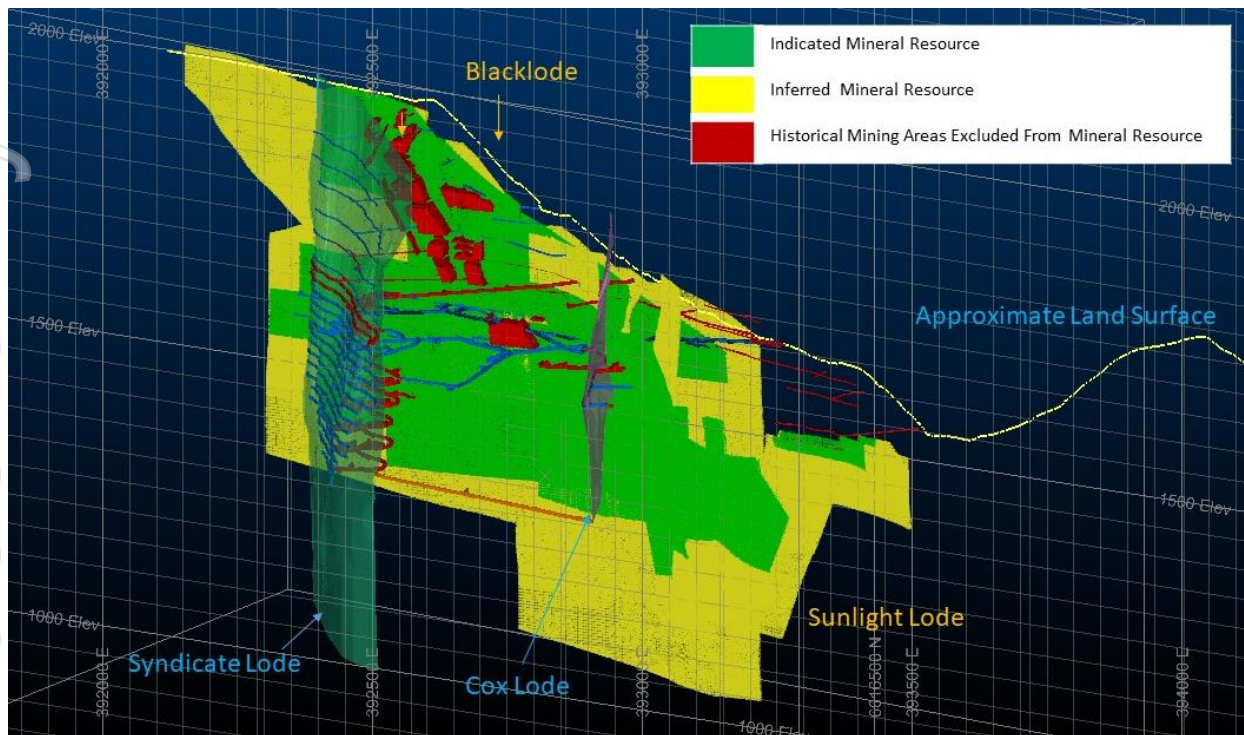 Indicated Mineral Resource
Inferred Mineral Resource
Historical Mining Areas Excluded From Mineral Resource
2000 Elev
392000 E
392500 E
393000 E
Blacklode
2000 Elev
1500 Elev
Approximate Land Surface
1500 Elev
1000 Elev
Syndicate Lode
Cox Lode
Sunlight Lode
392000 E
392500 E
393000 E
6616500 N
393500 E
394000 E
1000 Elev